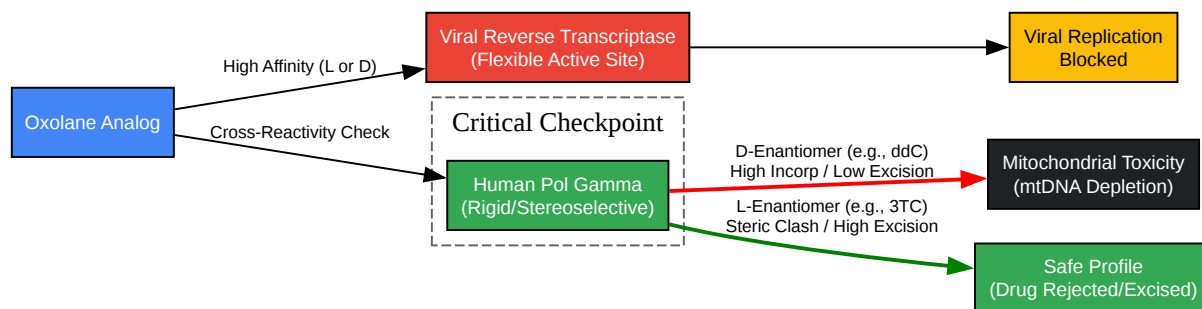 Oxolane Analog
High Affinity (L or D)
Cross-Reactivity Check
Viral Reverse Transcriptase
(Flexible Active Site)
Viral Replication
Blocked
Critical Checkpoint
Human Pol Gamma
(Rigid/Stereoselective)
D-Enantiomer (e.g., ddC)
High Incorp / Low Excision
Mitochondrial Toxicity
(mtDNA Depletion)
L-Enantiomer (e.g., 3TC)
Steric Clash / High Excision
Safe Profile
(Drug Rejected/Excised)